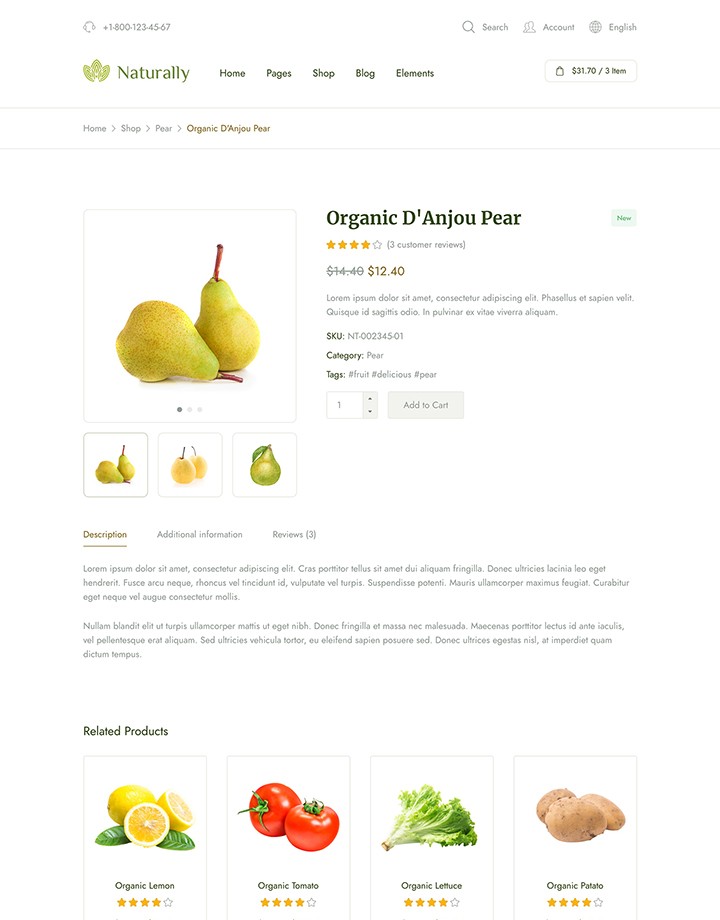 +1-800-123-45-67
Search
Account
English
Naturally
Home
Pages
Shop
Blog
Elements
$31.70 / 3 Item
Home
Shop
Pear
Organic D'Anjou Pear
Organic D'Anjou Pear
New
(3 customer reviews)
$14.40 $12.40
Lorem ipsum dolor sit amet, consectetur adipiscing elit. Phasellus et sapien velit.
Quisque id sagittis odio. In pulvinar ex vitae viverra aliquam.
SKU: NT-002345-01
Category: Pear
Tags: #fruit #delicious #pear
1
Add to Cart
Description
Additional information
Reviews (3)
Lorem ipsum dolor sit amet, consectetur adipiscing elit. Cras porttitor tellus sit amet dui aliquam fringilla. Donec ultricies lacinia leo eget
hendrerit. Fusce arcu neque, rhoncus vel tincidunt id, vulputate vel turpis. Suspendisse potenti. Mauris ullamcorper maximus feugiat. Curabitur
eget neque vel augue consectetur mollis.
Nullam blandit elit ut turpis ullamcorper mattis ut eget nibh. Donec fringilla et massa nec malesuada. Maecenas porttitor lectus id ante iaculis,
vel pellentesque erat aliquam. Sed ultricies vehicula tortor, eu eleifend sapien posuere sed. Donec ultrices egestas nisl, at imperdiet quam
dictum tempus.
Related Products
Organic Lemon
Organic Tomato
Organic Lettuce
Organic Patato